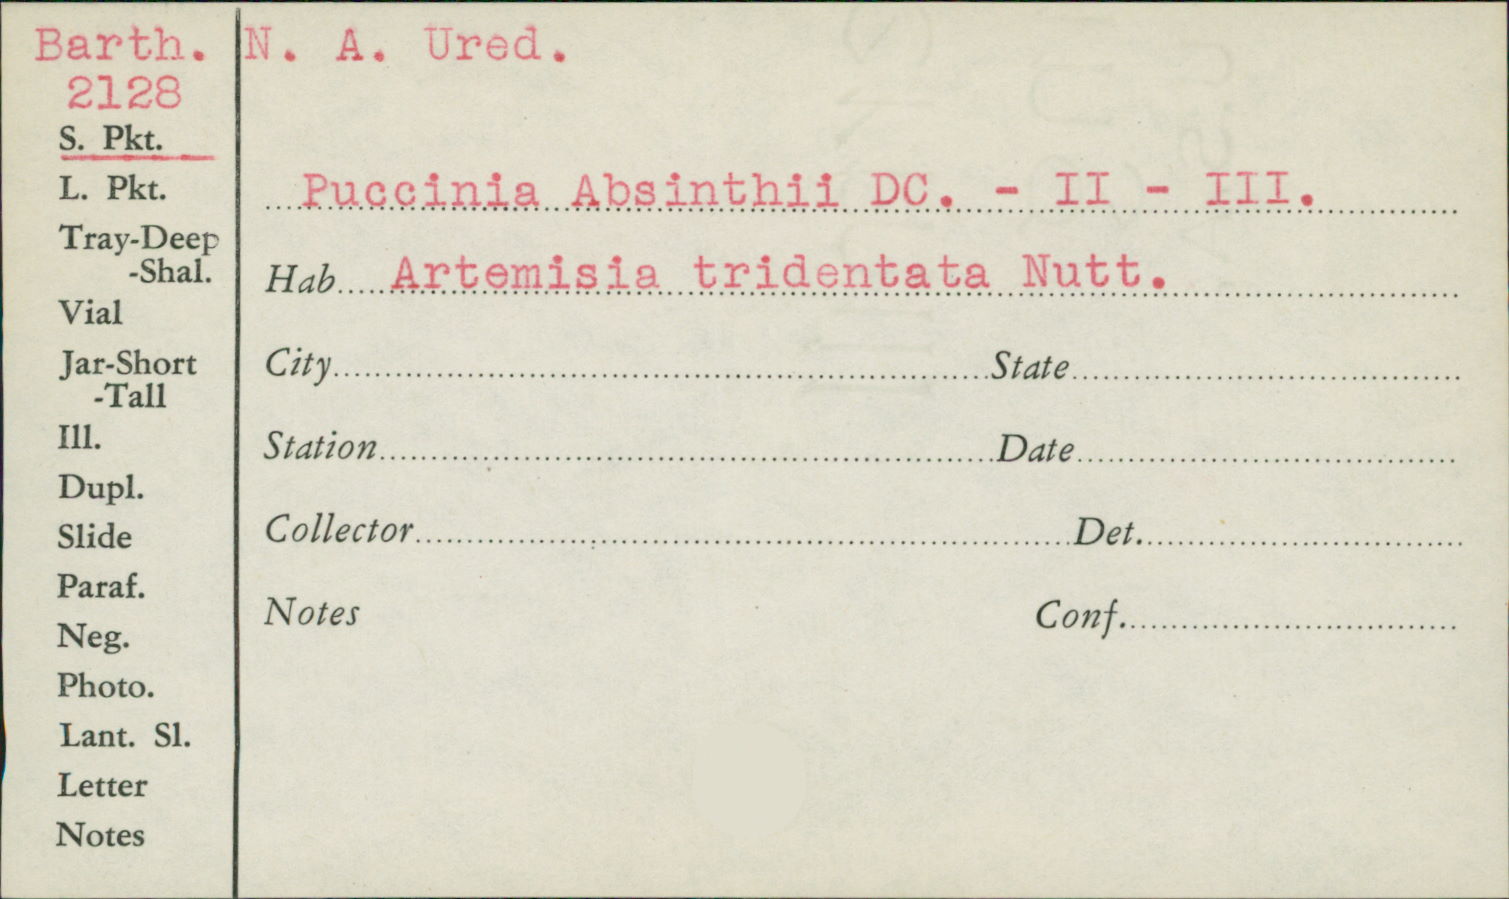 Barth. N. A. Ured.
2128
S. Pkt.
L. Pkt.
Tray-Deep
-Shal.
Vial
Jar-Short
-Tall
Ill.
Dupl.
Slide
Paraf.
Neg.
Photo.
Lant. Sl.
Letter
Notes
Puccinia Absinthii DC. - II - III.
Hab. Artemisia tridentata Nutt.
City State
Station Date
Collector Det.
Notes Conf.